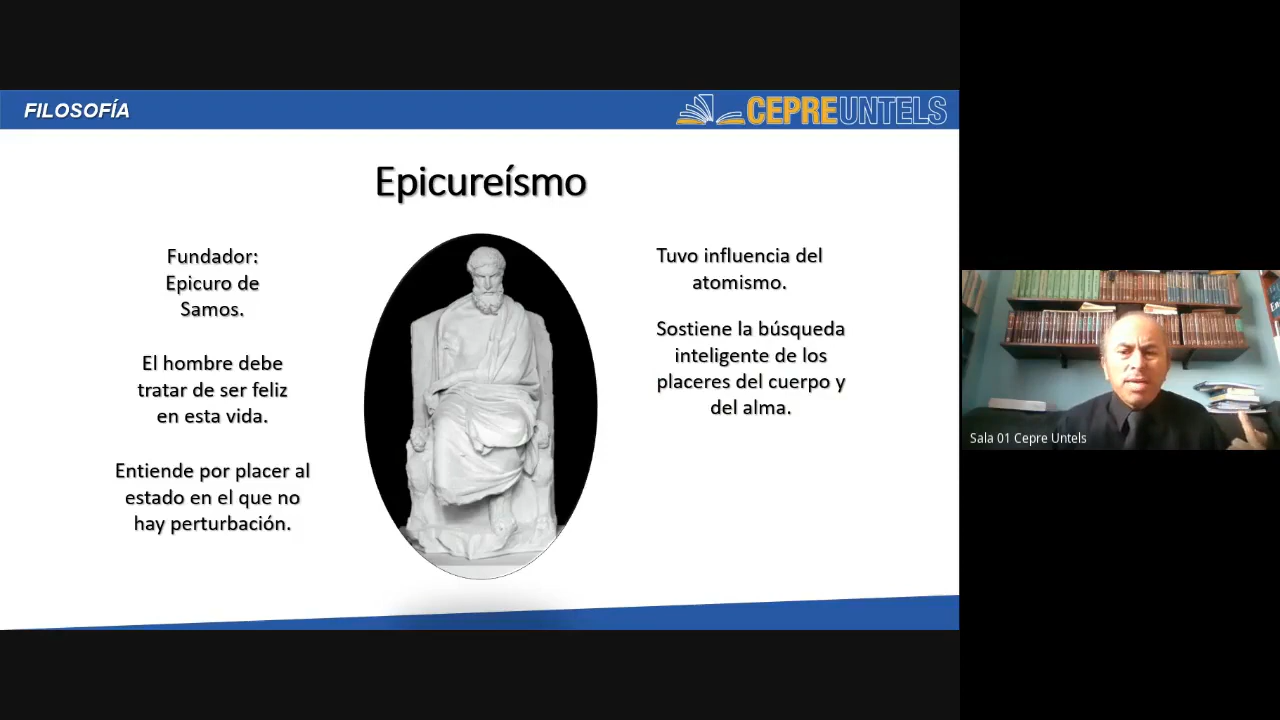 FILOSOFÍA
CEPREUNTELS
Epicureísmo
Fundador:
Epicuro de
Samos.
El hombre debe
tratar de ser feliz
en esta vida.
Entiende por placer al
estado en el que no
hay perturbación.
Tuvo influencia del
atomismo.
Sostiene la búsqueda
inteligente de los
placeres del cuerpo y
del alma.
Sala 01 Cepre Untels